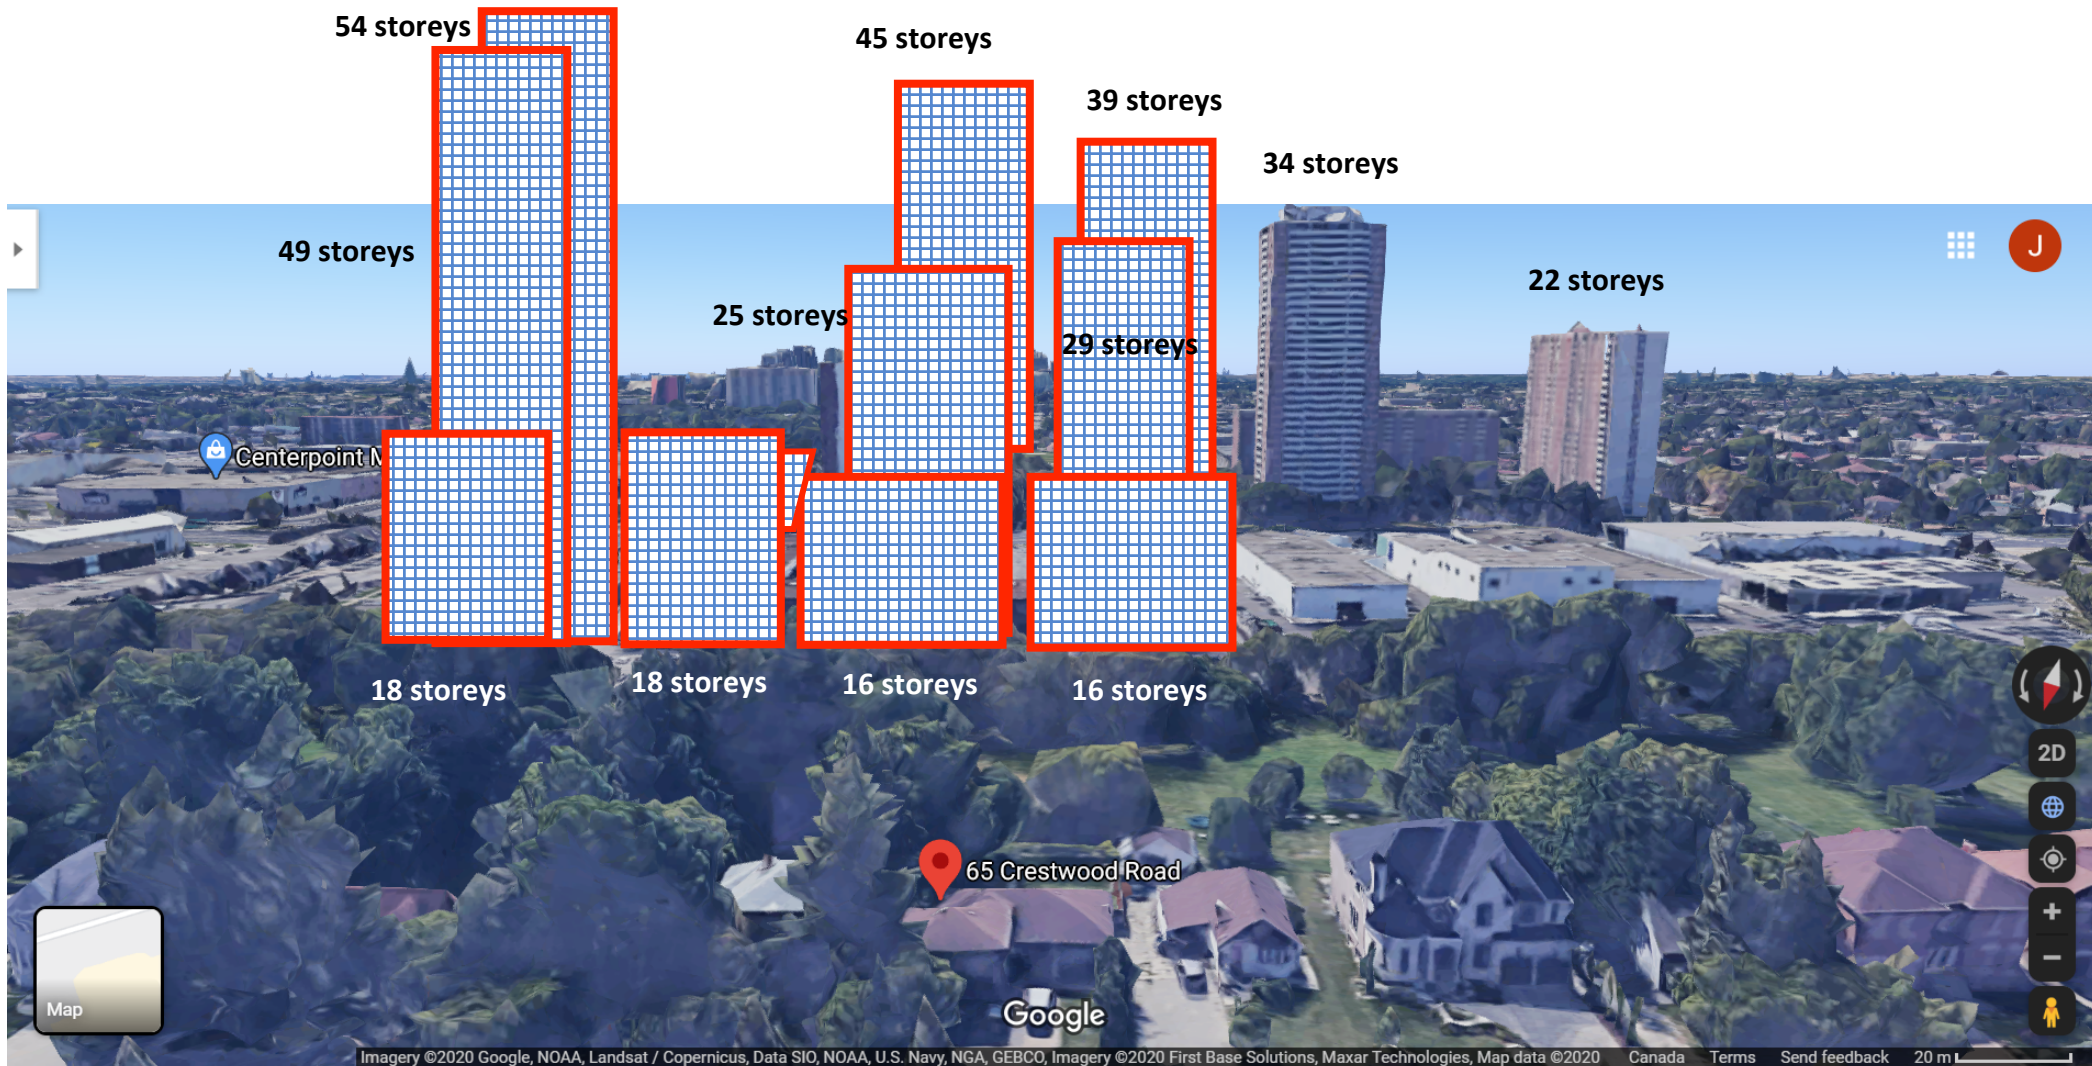 54 storeys
45 storeys
39 storeys
34 storeys
49 storeys
J
22 storeys
25 storeys
29 storeys
Centerpoint M
18 storeys
18 storeys
16 storeys
16 storeys
2D
65 Crestwood Road
Map
Google
Imagery ©2020 Google, NOAA, Landsat / Copernicus, Data SIO, NOAA, U.S. Navy, NGA, GEBCO, Imagery ©2020 First Base Solutions, Maxar Technologies, Map data ©2020 Canada Terms Send feedback 20 m